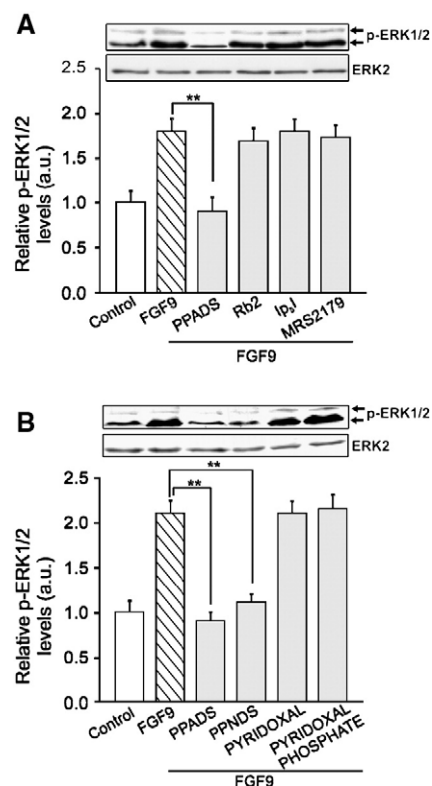 A
p-ERK1/2
ERK2
Relative p-ERK1/2
levels (a.u.)
2.5
2.0
1.5
1.0
0.5
0.0
**
Control
FGF9
PPADS
Rb2
Ip₅I
MRS2179
FGF9
B
p-ERK1/2
ERK2
Relative p-ERK1/2
levels (a.u.)
2.5
2.0
1.5
1.0
0.5
0.0
**
**
Control
FGF9
PPADS
PPNDS
PYRIDOXAL
PYRIDOXAL
PHOSPHATE
FGF9